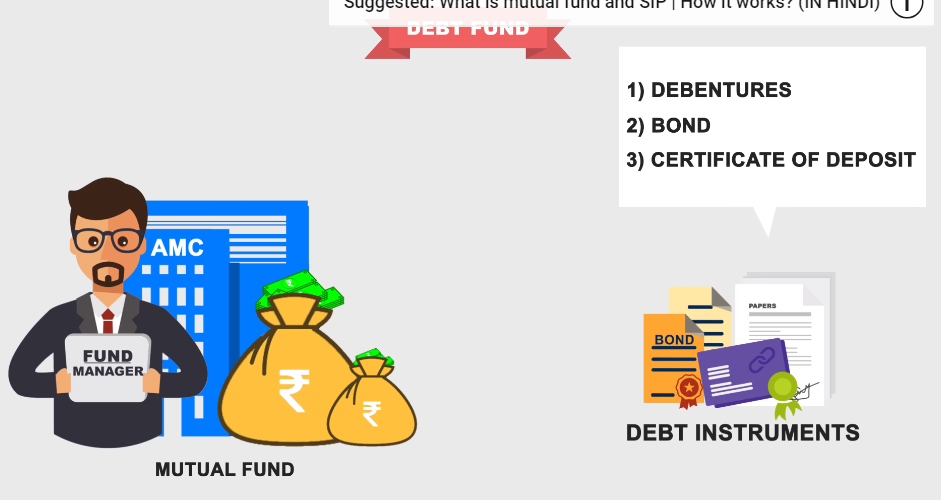 Suggested: What is mutual fund and SIP | How it works? (IN HINDI)
DEBT FUND
1) DEBENTURES
2) BOND
3) CERTIFICATE OF DEPOSIT
AMC
FUND
MANAGER
₹
₹
₹
PAPERS
BOND
DEBT INSTRUMENTS
MUTUAL FUND